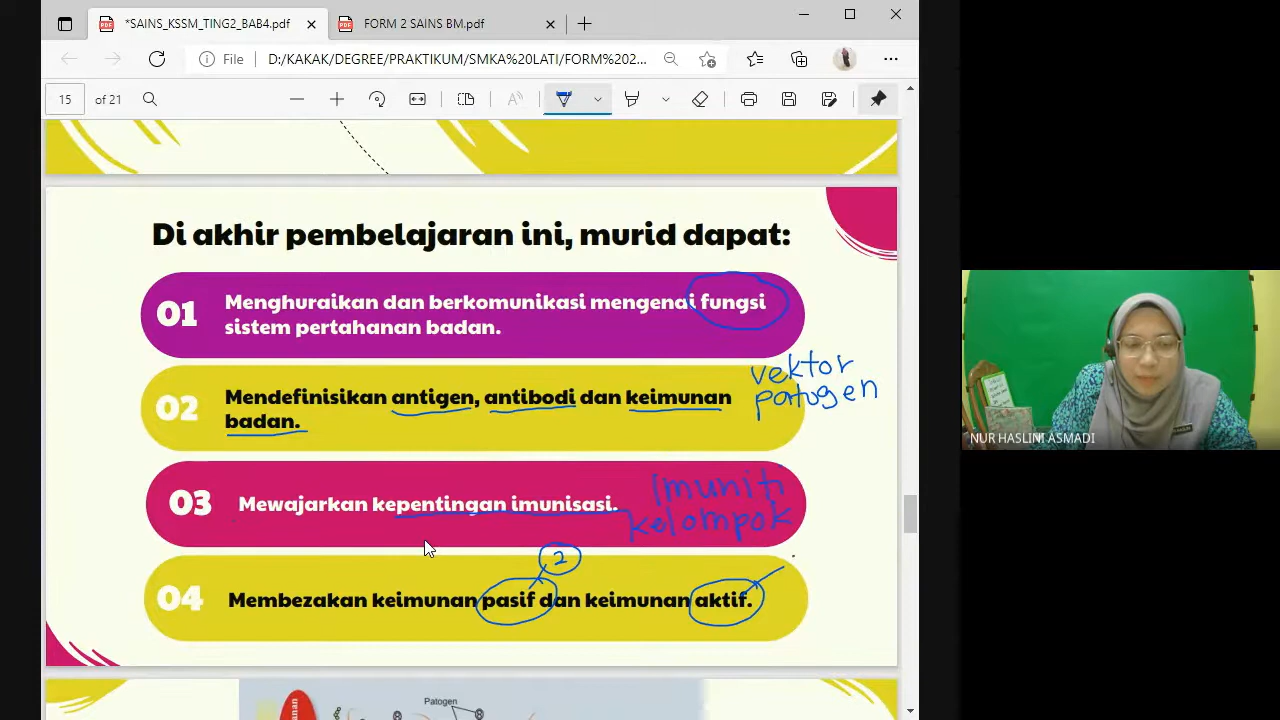 *SAINS_KSSM_TING2_BAB4.pdf
FORM 2 SAINS BM.pdf
File
D:/KAKAK/DEGREE/PRAKTIKUM/SMKA%20LATI/FORM%202...
15 of 21
Di akhir pembelajaran ini, murid dapat:
01
Menghuraikan dan berkomunikasi mengenai fungsi
sistem pertahanan badan.
vektor
patogen
02
Mendefinisikan antigen, antibodi dan keimunan
badan.
03
Mewajarkan kepentingan imunisasi.
Imuniti
kelompok
2
04
Membezakan keimunan pasif dan keimunan aktif.
Patogen
NUR HASLINI ASMADI